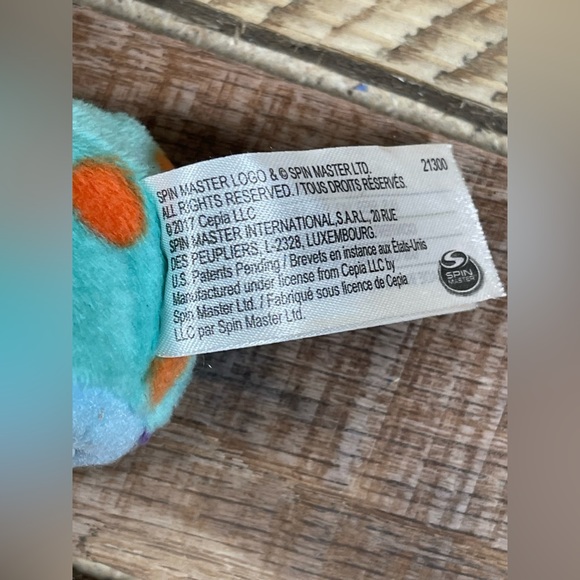 SPIN MASTER LOGO & © SPIN MASTER LTD. 21300
ALL RIGHTS RESERVED. / TOUS DROITS RÉSERVÉS.
©2017 Cepia LLC
SPIN MASTER INTERNATIONAL, S.A.R.L., 20 RUE
DES PEUPLIERS, L-2328, LUXEMBOURG.
U.S. Patents Pending / Brevets en instance aux États-Unis
Manufactured under license from Cepia LLC by
Spin Master Ltd. / Fabriqué sous licence de Cepia
LLC par Spin Master Ltd.
SPIN
MASTER